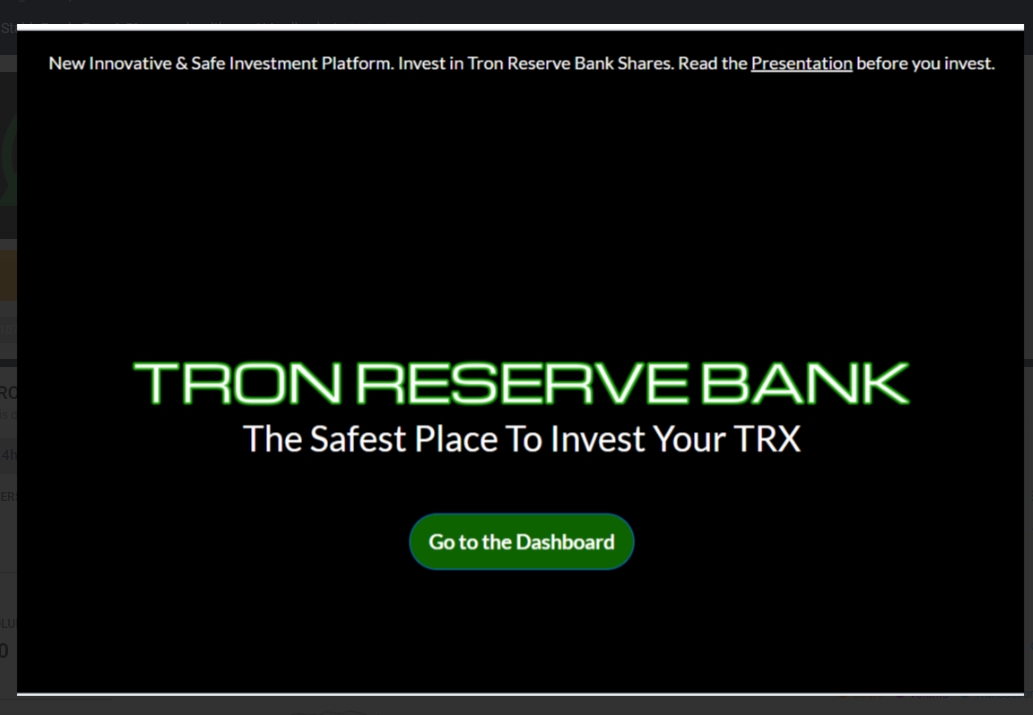 New Innovative & Safe Investment Platform. Invest in Tron Reserve Bank Shares. Read the Presentation before you invest.
TRON RESERVE BANK
The Safest Place To Invest Your TRX
Go to the Dashboard